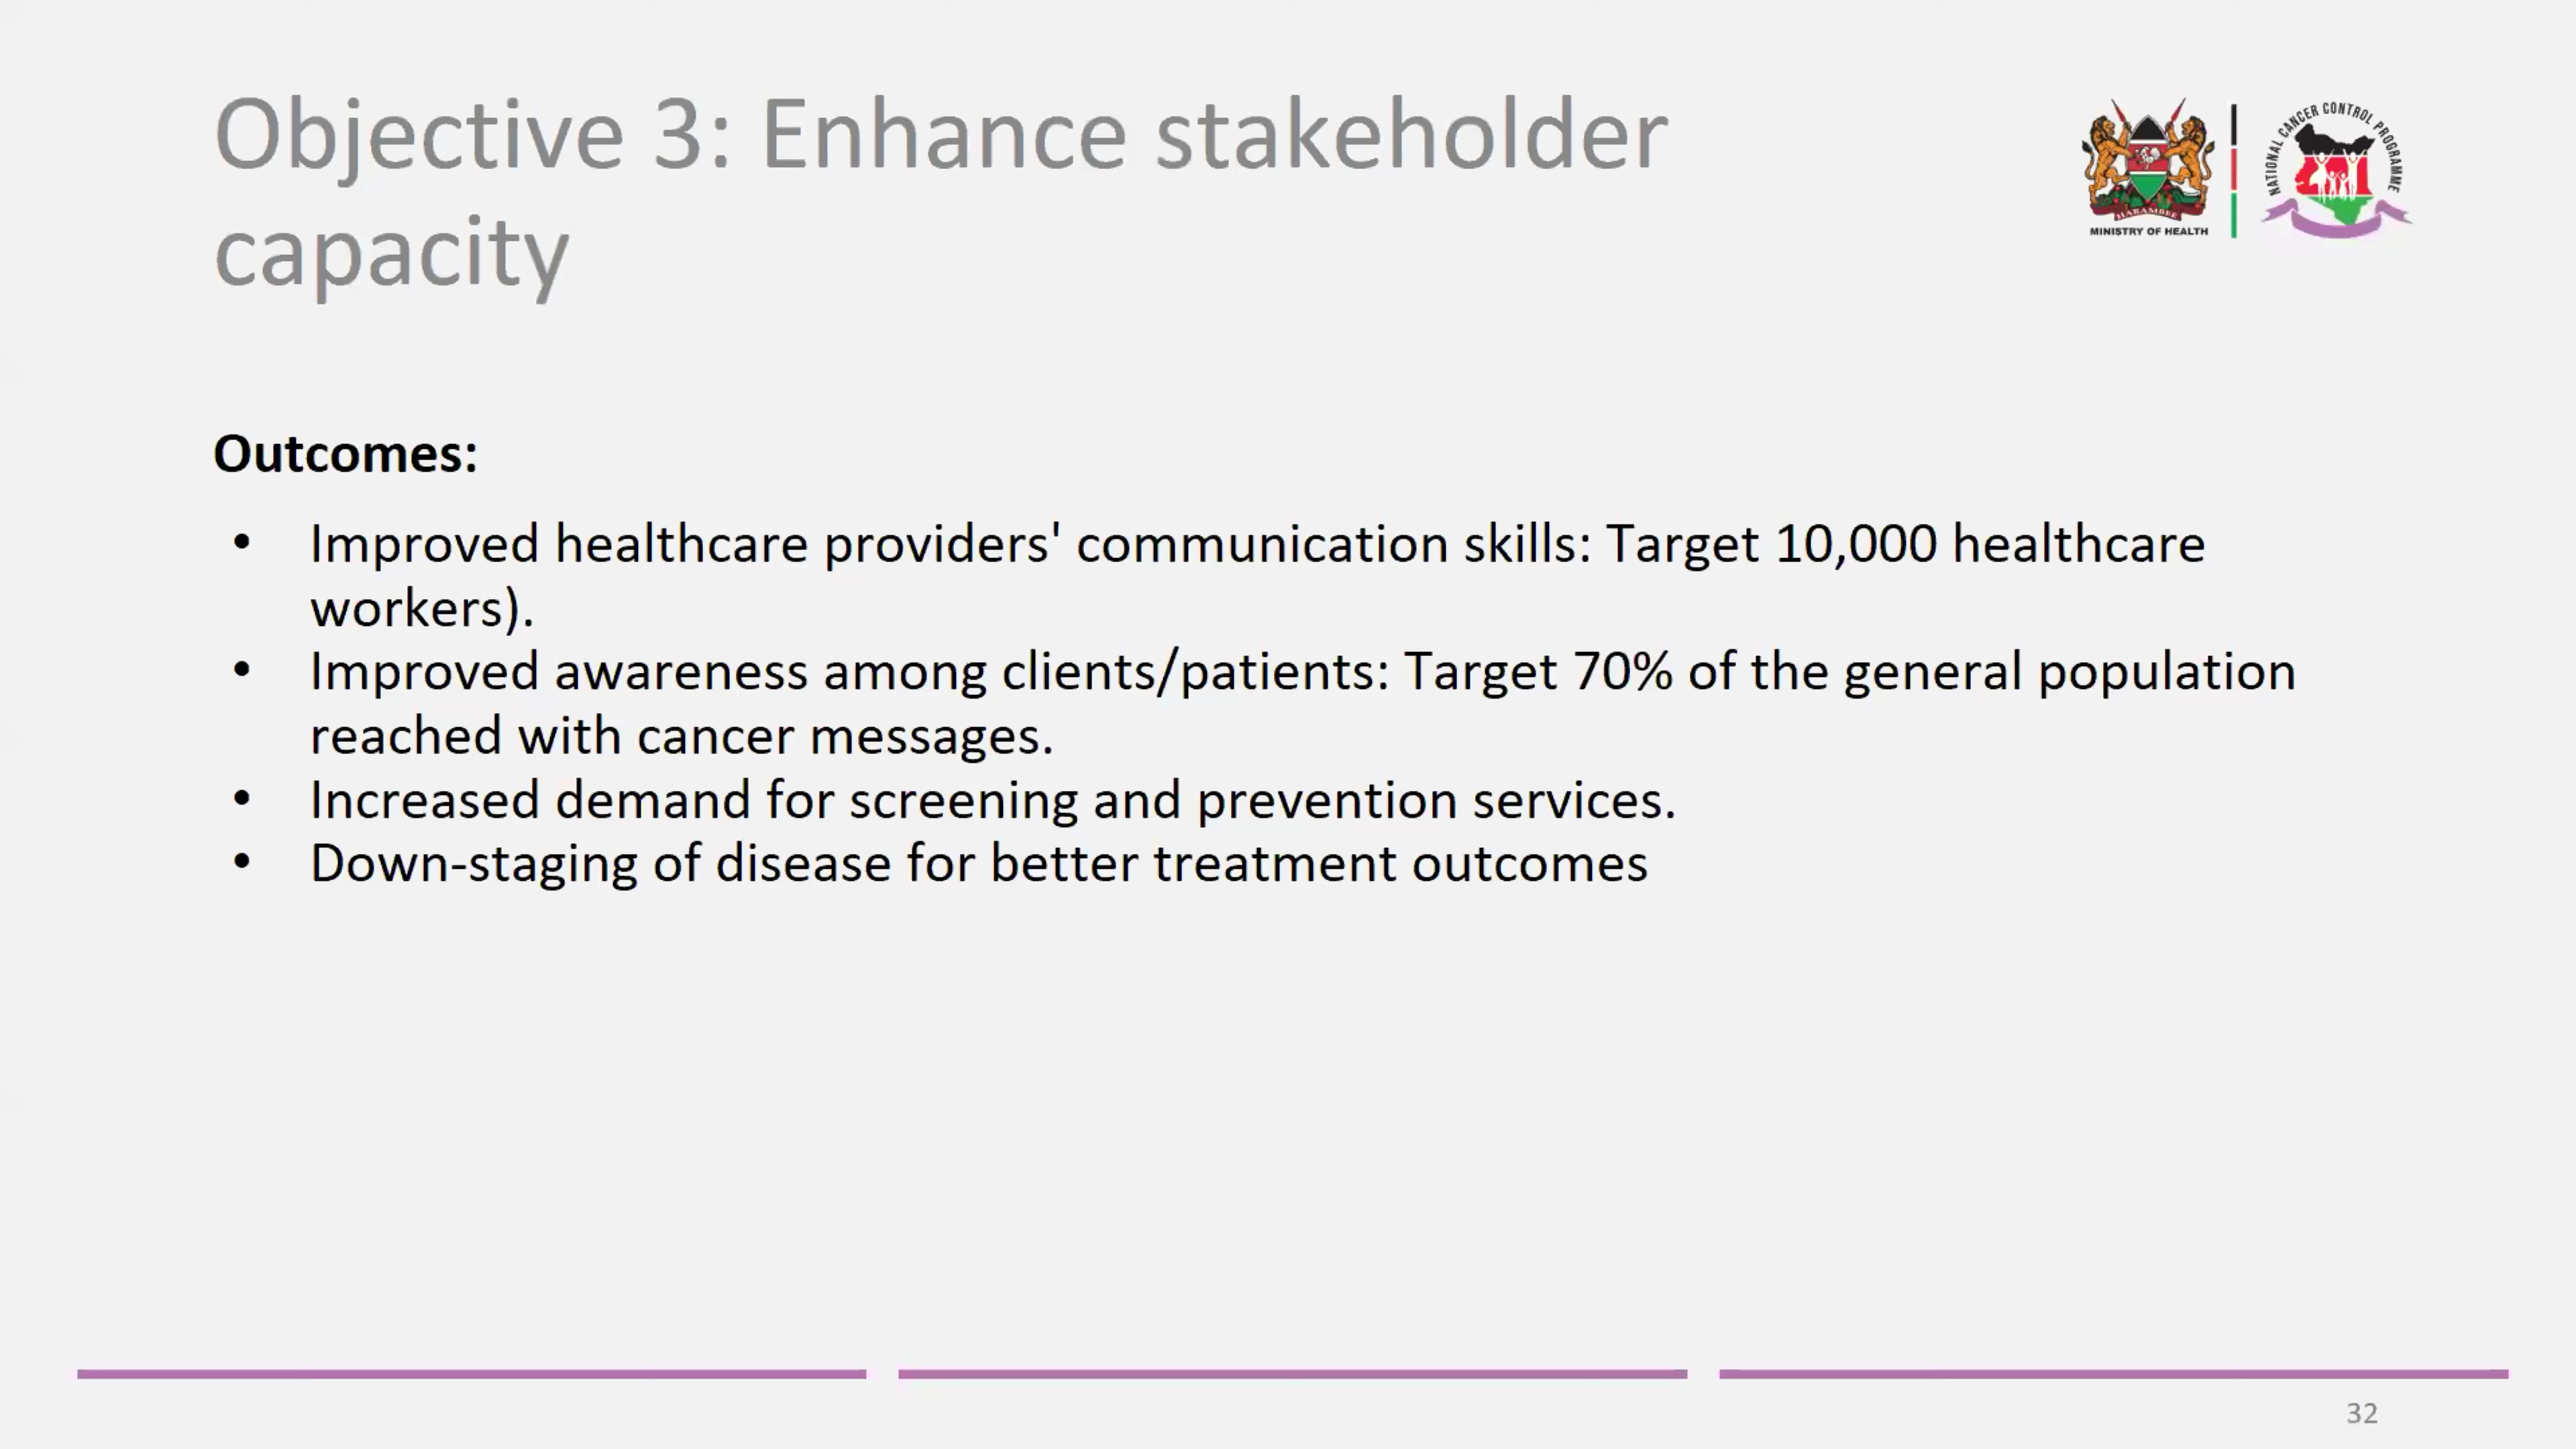 Objective 3: Enhance stakeholder
capacity
HARAMBEE
MINISTRY OF HEALTH
NATIONAL CANCER CONTROL PROGRAMME
Outcomes:
• Improved healthcare providers' communication skills: Target 10,000 healthcare
workers).
• Improved awareness among clients/patients: Target 70% of the general population
reached with cancer messages.
• Increased demand for screening and prevention services.
• Down-staging of disease for better treatment outcomes
32